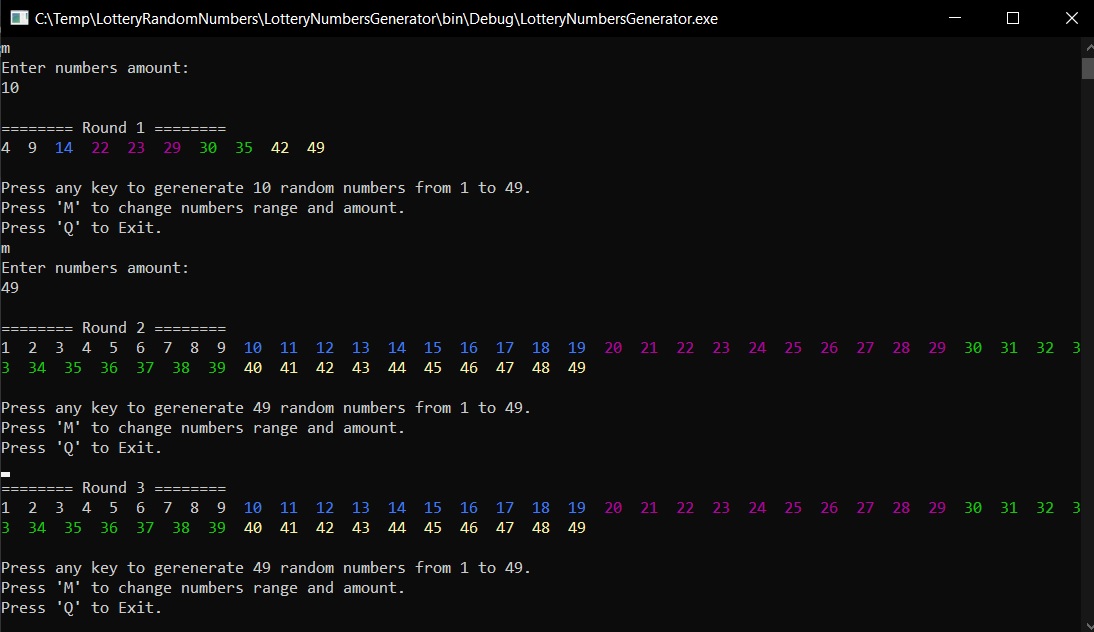 C:\Temp\LotteryRandomNumbers\LotteryNumbersGenerator\bin\Debug\LotteryNumbersGenerator.exe
m
Enter numbers amount:
10
======== Round 1 ========
4  9  14  22  23  29  30  35  42  49
Press any key to gerenerate 10 random numbers from 1 to 49.
Press 'M' to change numbers range and amount.
Press 'Q' to Exit.
m
Enter numbers amount:
49
======== Round 2 ========
1  2  3  4  5  6  7  8  9  10  11  12  13  14  15  16  17  18  19  20  21  22  23  24  25  26  27  28  29  30  31  32  3
3  34  35  36  37  38  39  40  41  42  43  44  45  46  47  48  49
Press any key to gerenerate 49 random numbers from 1 to 49.
Press 'M' to change numbers range and amount.
Press 'Q' to Exit.
======== Round 3 ========
1  2  3  4  5  6  7  8  9  10  11  12  13  14  15  16  17  18  19  20  21  22  23  24  25  26  27  28  29  30  31  32  3
3  34  35  36  37  38  39  40  41  42  43  44  45  46  47  48  49
Press any key to gerenerate 49 random numbers from 1 to 49.
Press 'M' to change numbers range and amount.
Press 'Q' to Exit.